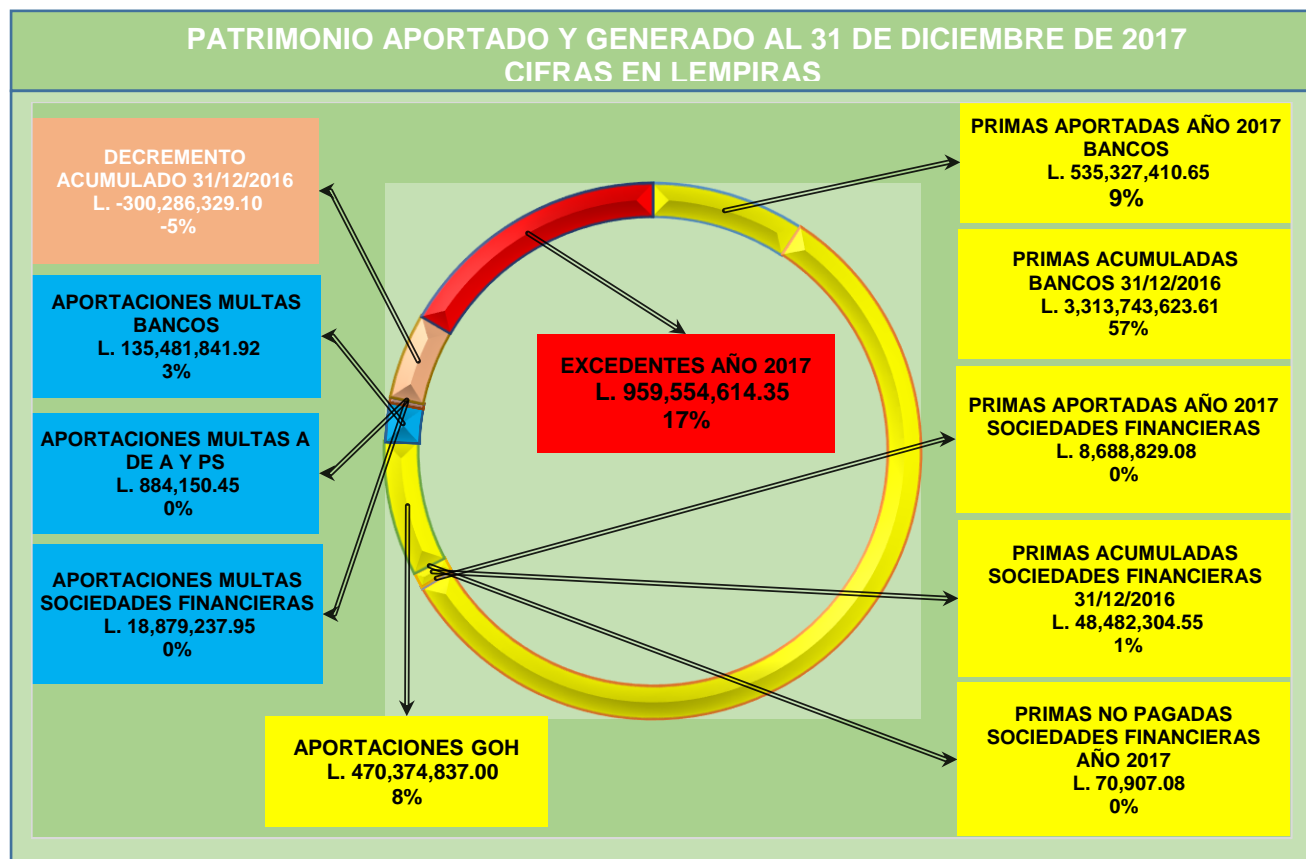 PATRIMONIO APORTADO Y GENERADO AL 31 DE DICIEMBRE DE 2017
CIFRAS EN LEMPIRAS
DECREMENTO
ACUMULADO 31/12/2016
L. -300,286,329.10
-5%
APORTACIONES MULTAS
BANCOS
L. 135,481,841.92
3%
APORTACIONES MULTAS A
DE A Y PS
L. 884,150.45
0%
APORTACIONES MULTAS
SOCIEDADES FINANCIERAS
L. 18,879,237.95
0%
APORTACIONES GOH
L. 470,374,837.00
8%
EXCEDENTES AÑO 2017
L. 959,554,614.35
17%
PRIMAS APORTADAS AÑO 2017
BANCOS
L. 535,327,410.65
9%
PRIMAS ACUMULADAS
BANCOS 31/12/2016
L. 3,313,743,623.61
57%
PRIMAS APORTADAS AÑO 2017
SOCIEDADES FINANCIERAS
L. 8,688,829.08
0%
PRIMAS ACUMULADAS
SOCIEDADES FINANCIERAS
31/12/2016
L. 48,482,304.55
1%
PRIMAS NO PAGADAS
SOCIEDADES FINANCIERAS
AÑO 2017
L. 70,907.08
0%